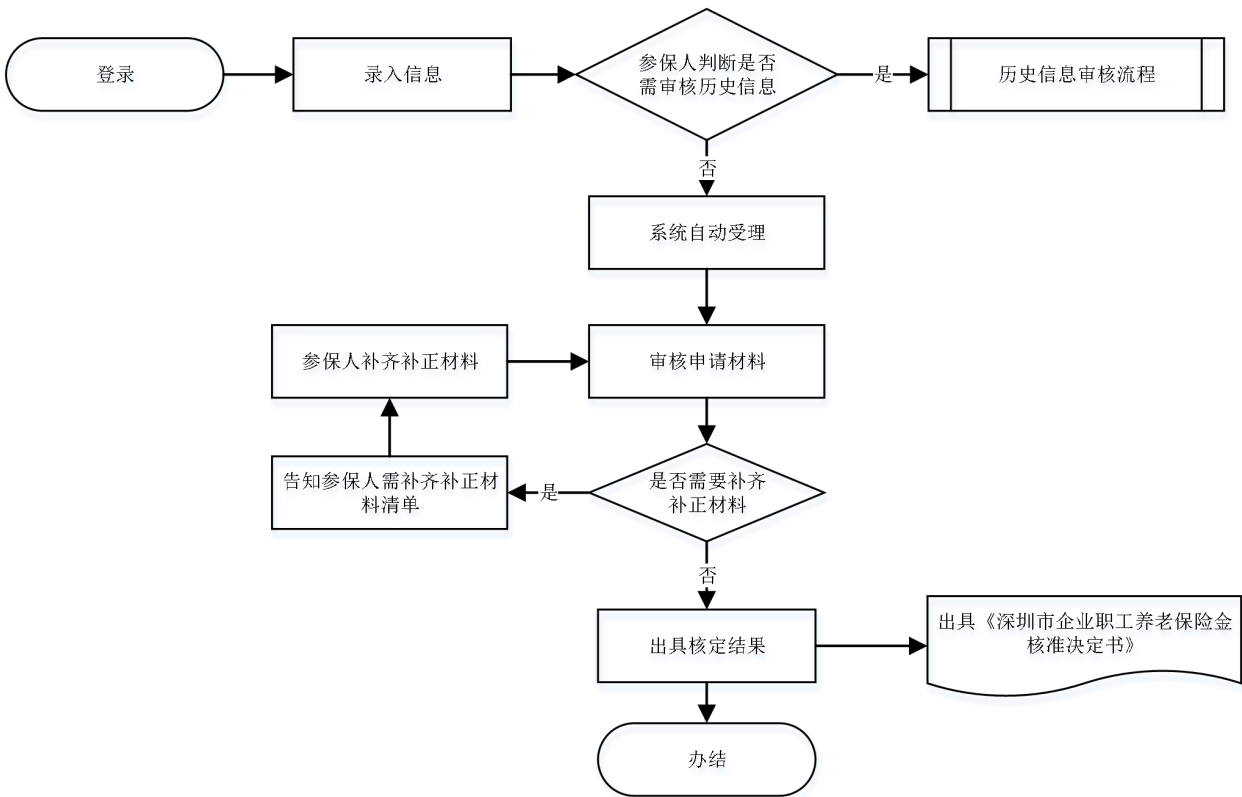 登录
录入信息
参保人判断是否
需审核历史信息
是
历史信息审核流程
否
系统自动受理
参保人补齐补正材料
审核申请材料
告知参保人需补齐补正材
料清单
是
是否需要补齐
补正材料
否
出具核定结果
出具《深圳市企业职工养老保险金
核准决定书》
办结